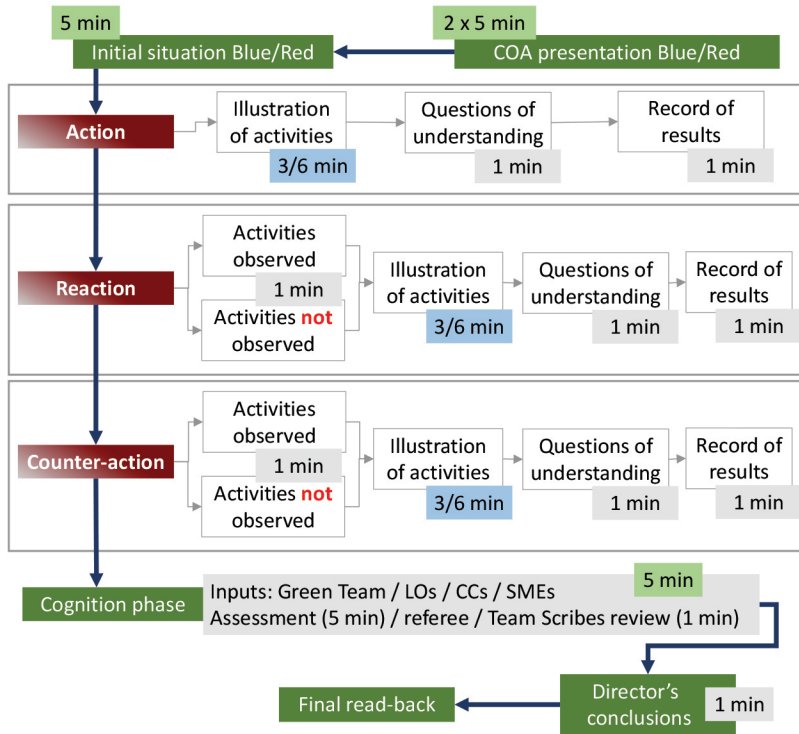 5 min
2 x 5 min
Initial situation Blue/Red
COA presentation Blue/Red
Action
Illustration
of activities
3/6 min
Questions of
understanding
1 min
Record of
results
1 min
Reaction
Activities
observed
1 min
Activities not
observed
Illustration
of activities
3/6 min
Questions of
understanding
1 min
Record of
results
1 min
Counter-action
Activities
observed
1 min
Activities not
observed
Illustration
of activities
3/6 min
Questions of
understanding
1 min
Record of
results
1 min
Cognition phase
5 min
Inputs: Green Team / LOs / CCs / SMEs
Assessment (5 min) / referee / Team Scribes review (1 min)
Final read-back
Director’s
conclusions
1 min